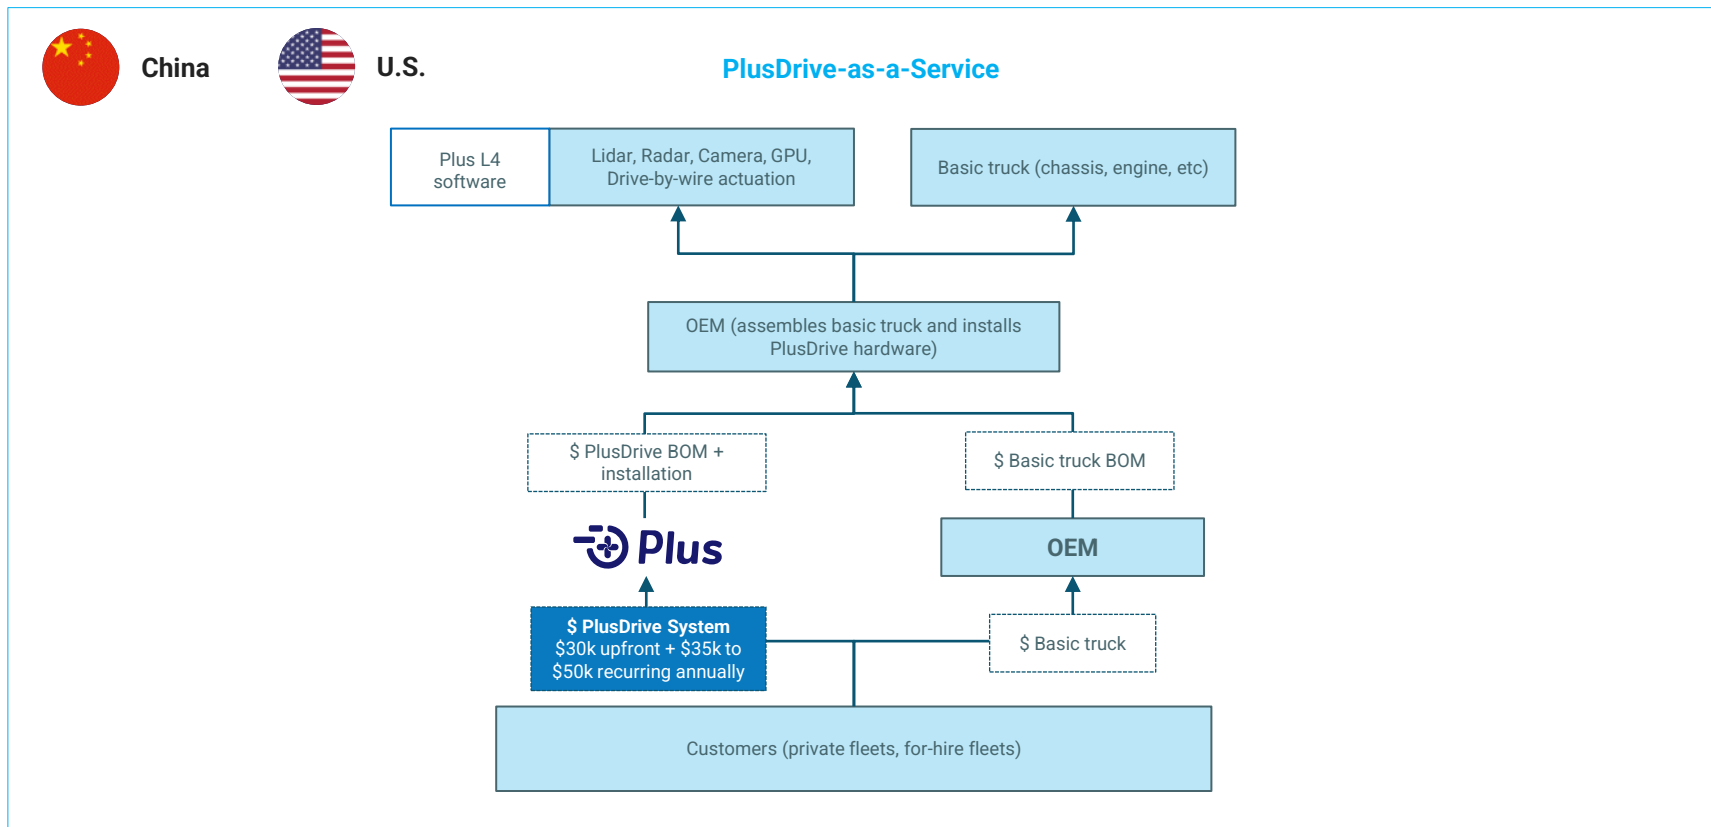 China
U.S.
PlusDrive-as-a-Service
Plus L4
software
Lidar, Radar, Camera, GPU,
Drive-by-wire actuation
Basic truck (chassis, engine, etc)
OEM (assembles basic truck and installs
PlusDrive hardware)
$ PlusDrive BOM +
installation
$ Basic truck BOM
Plus
OEM
$ PlusDrive System
$30k upfront + $35k to
$50k recurring annually
$ Basic truck
Customers (private fleets, for-hire fleets)